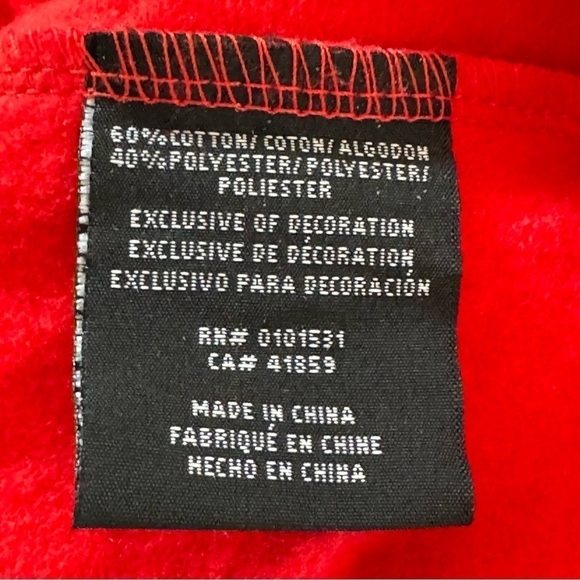 60%COTTON/ COTON/ ALGODON
40%POLYESTER/ POLYESTER/
POLIESTER
EXCLUSIVE OF DECORATION
EXCLUSIVE DE DÉCORATION
EXCLUSIVO PARA DECORACIÓN
RN# 0101531
CA# 41859
MADE IN CHINA
FABRIQUÉ EN CHINE
HECHO EN CHINA